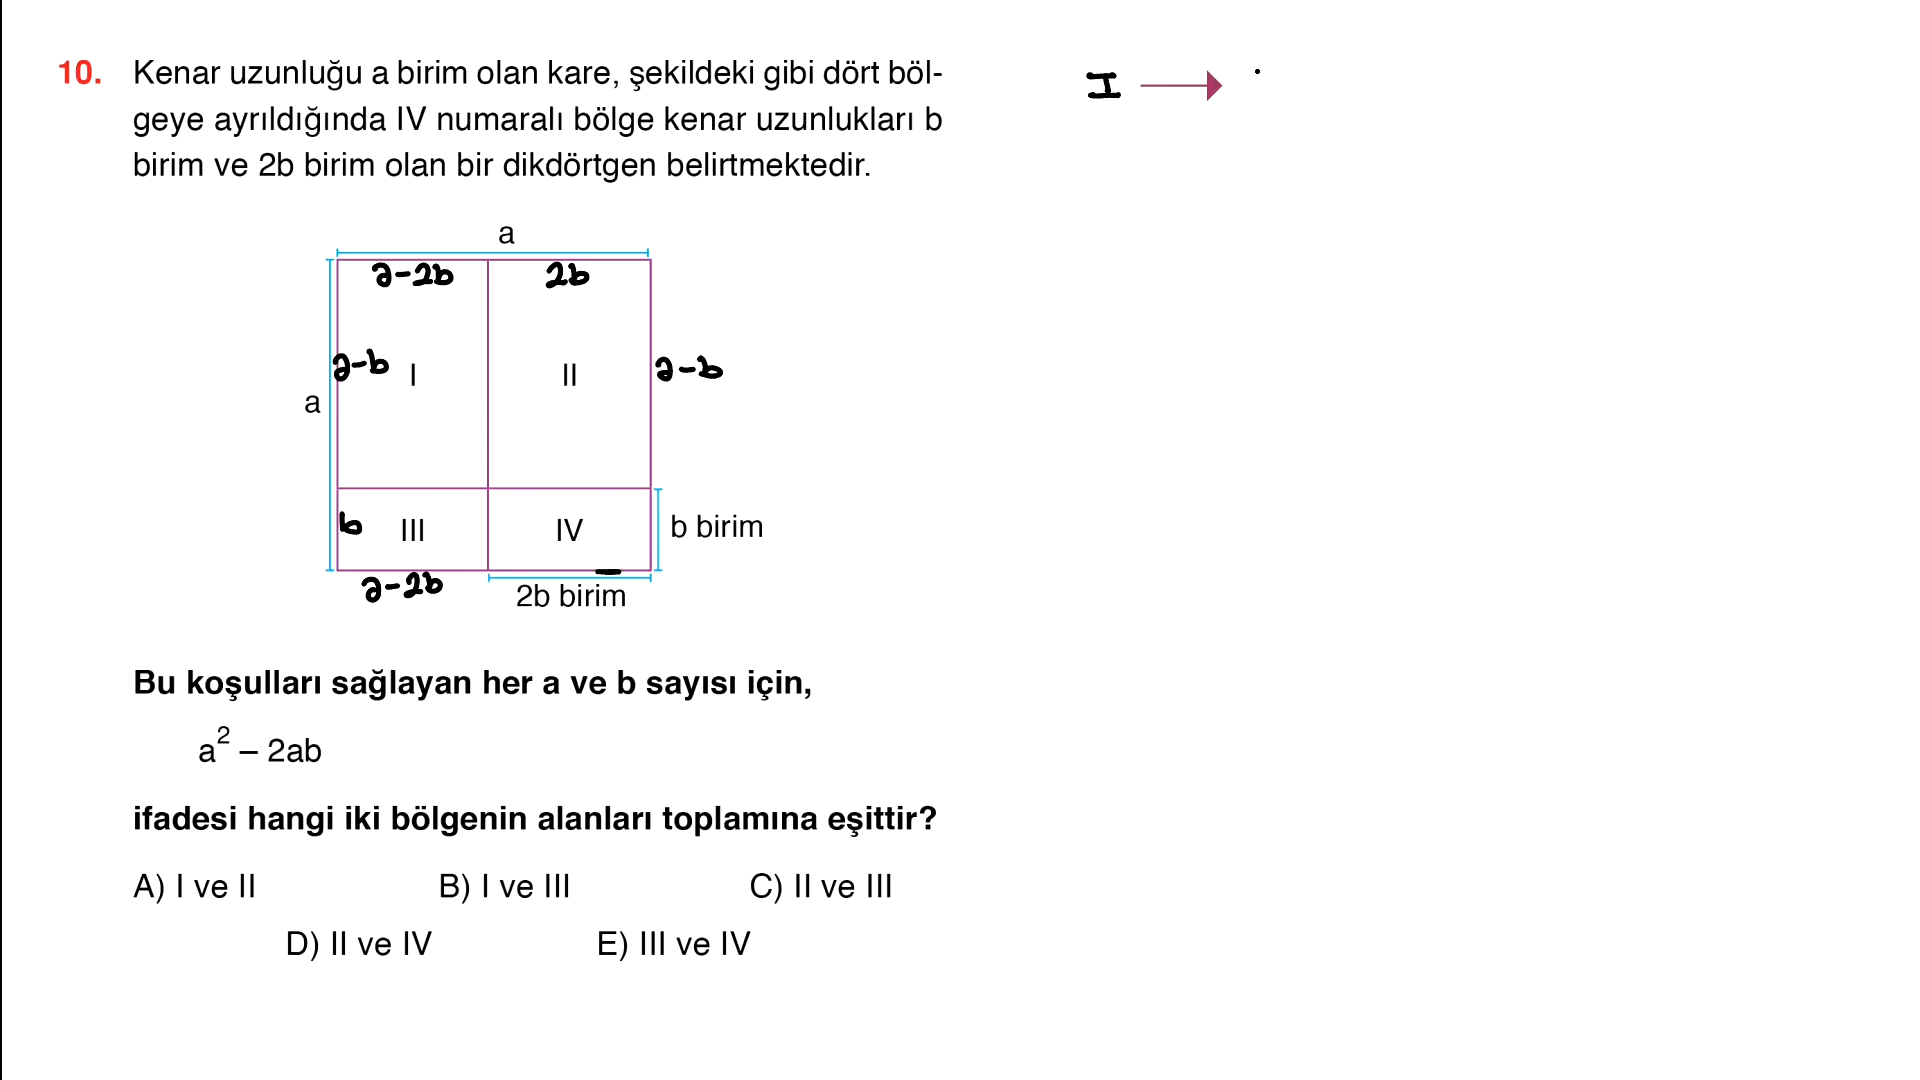 10. Kenar uzunluğu a birim olan kare, şekildeki gibi dört böl-
geye ayrıldığında IV numaralı bölge kenar uzunlukları b
birim ve 2b birim olan bir dikdörtgen belirtmektedir.
I
a
a-2b 2b
a-b I II a-b
a
b III IV b birim
a-2b 2b birim
Bu koşulları sağlayan her a ve b sayısı için,
a² – 2ab
ifadesi hangi iki bölgenin alanları toplamına eşittir?
A) I ve II B) I ve III C) II ve III
D) II ve IV E) III ve IV